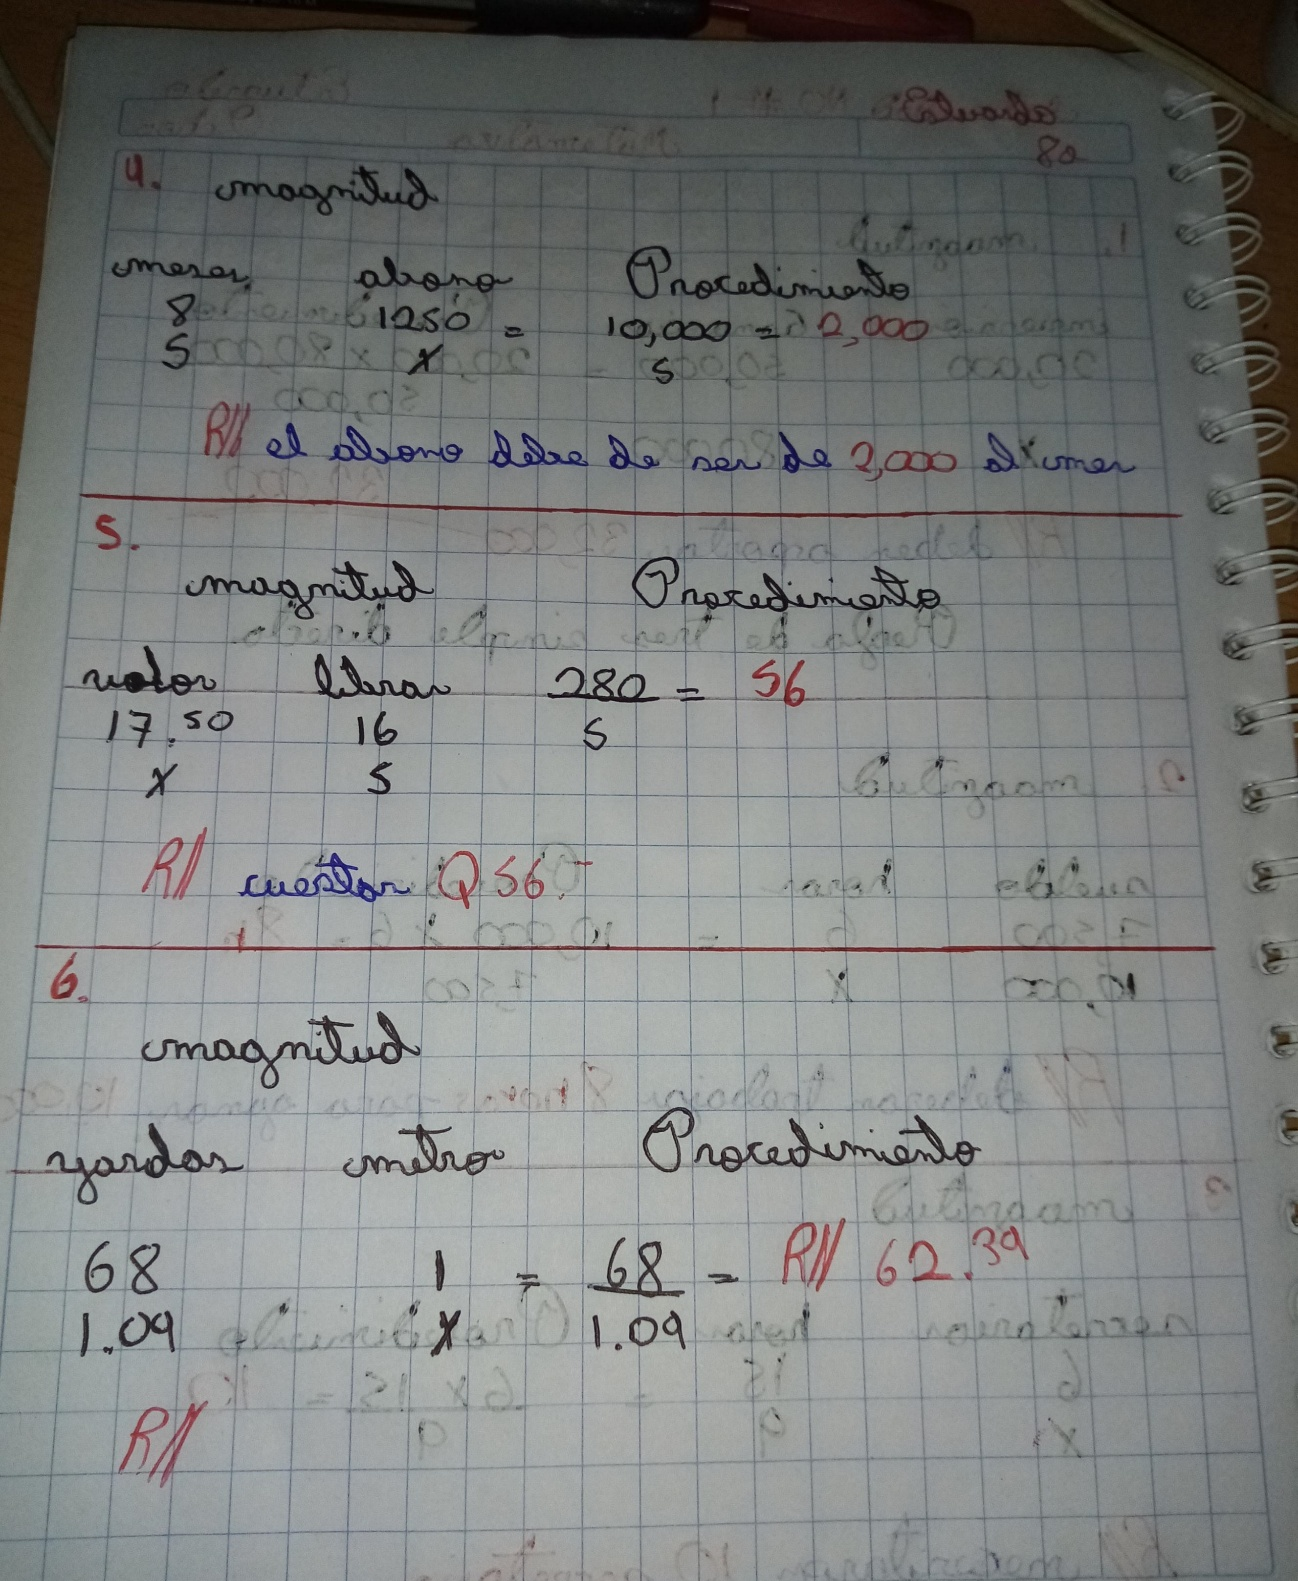 Eduardo
80
4. magnitud
meses abono Procedimiento
8 1250 = 10,000 = 2,000
5 x 5
R// el abono debe de ser de 2,000 al mes
5.
magnitud Procedimiento
valor libras 280 = 56
17.50 16 5
x 5
R// cuestan Q 56.-
6.
magnitud
yardas metro Procedimiento
68 1 = 68 = R// 62.39
1.09 x 1.09
R//